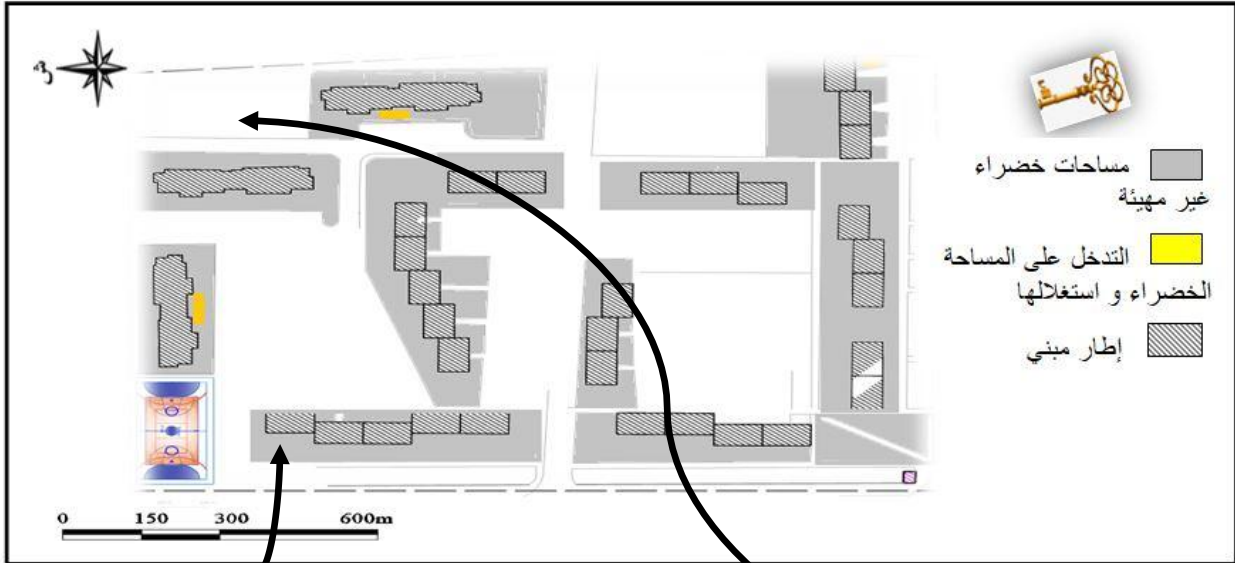 ش
مساحات خضراء
غير مهيئة
التدخل على المساحة
الخضراء و استغلالها
إطار مبني
0 150 300 600m